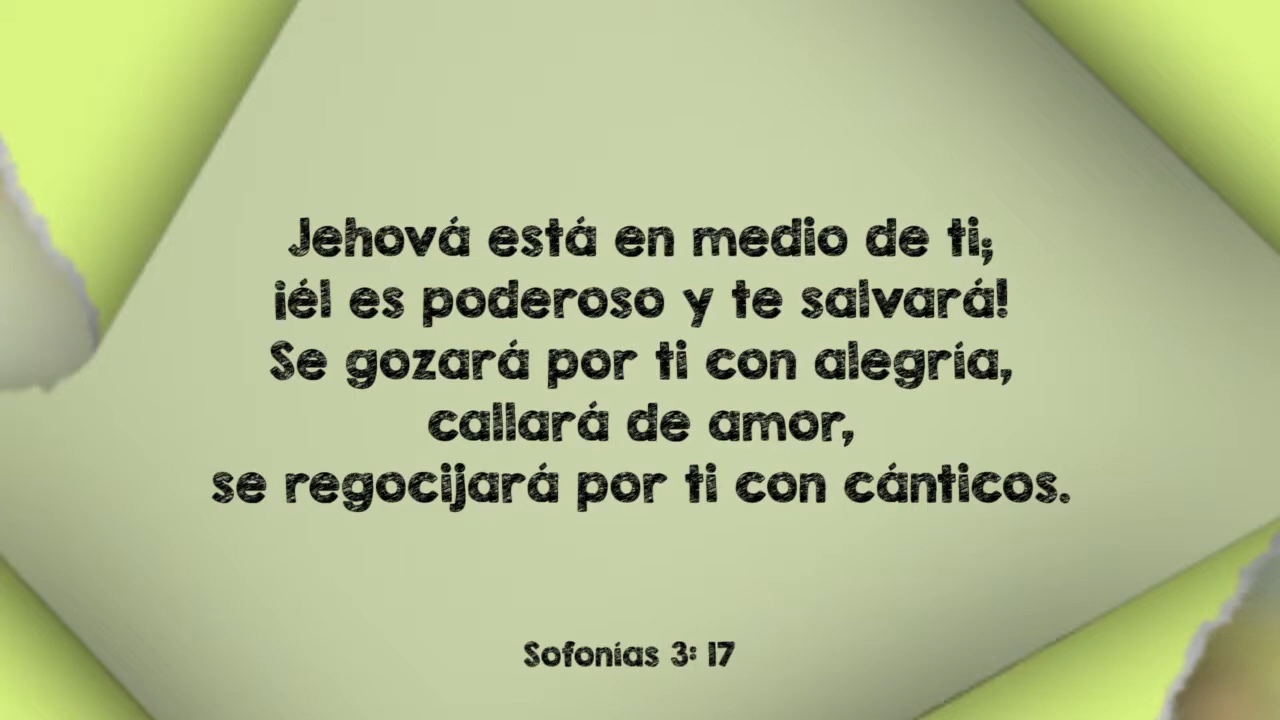 Jehová está en medio de ti;
¡él es poderoso y te salvará!
Se gozará por ti con alegría,
callará de amor,
se regocijará por ti con cánticos.
Sofonías 3: 17